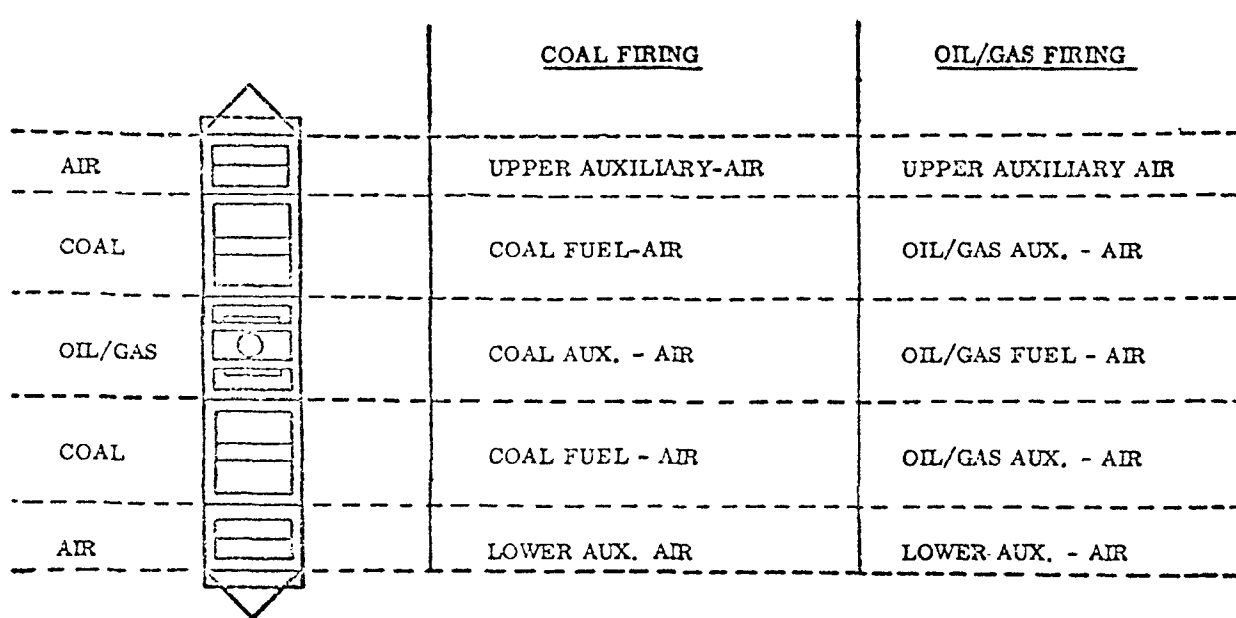 COAL FIRING OIL/GAS FIRING
AIR UPPER AUXILIARY-AIR UPPER AUXILIARY AIR
COAL COAL FUEL-AIR OIL/GAS AUX. - AIR
OIL/GAS COAL AUX. - AIR OIL/GAS FUEL - AIR
COAL COAL FUEL - AIR OIL/GAS AUX. - AIR
AIR LOWER AUX. AIR LOWER AUX. - AIR